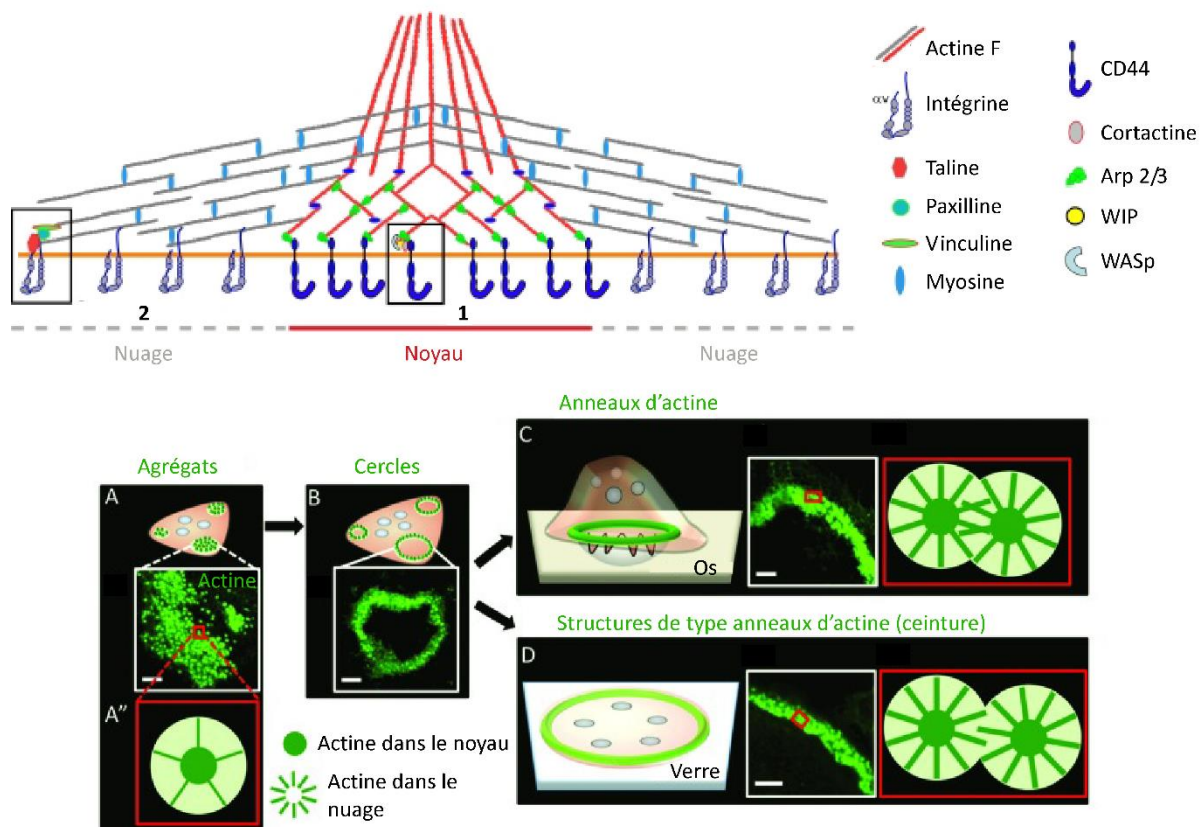 Actine F
αv
Intégrine
Taline
Paxilline
Vinculine
Myosine
CD44
Cortactine
Arp 2/3
WIP
WASp
2
1
Nuage
Noyau
Nuage
Anneaux d'actine
Agrégats
Cercles
A
B
C
Actine
Os
Structures de type anneaux d'actine (ceinture)
D
A"
Actine dans le noyau
Actine dans le
nuage
Verre